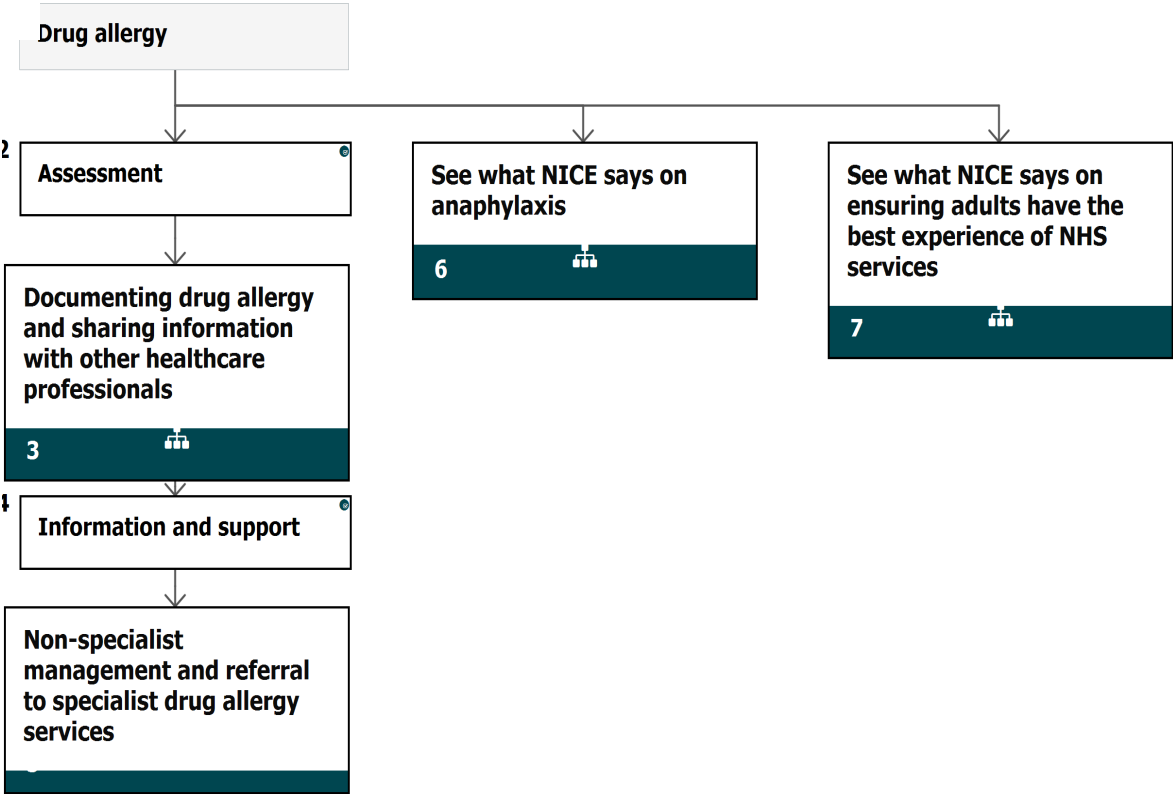 Drug allergy
2
Assessment
See what NICE says on
anaphylaxis
6
See what NICE says on
ensuring adults have the
best experience of NHS
services
7
Documenting drug allergy
and sharing information
with other healthcare
professionals
3
4
Information and support
Non-specialist
management and referral
to specialist drug allergy
services